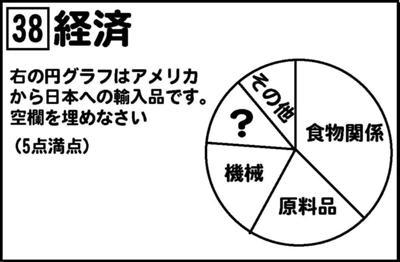 38 経済
右の円グラフはアメリカ
から日本への輸入品です。
空欄を埋めなさい
(5点満点)
その他
?
食物関係
機械
原料品